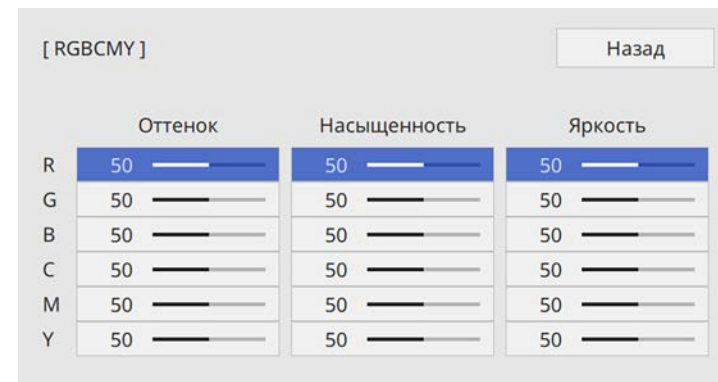 [ RGBCMY ] Назад
Оттенок Насыщенность Яркость
R 50 50 50
G 50 50 50
B 50 50 50
C 50 50 50
M 50 50 50
Y 50 50 50